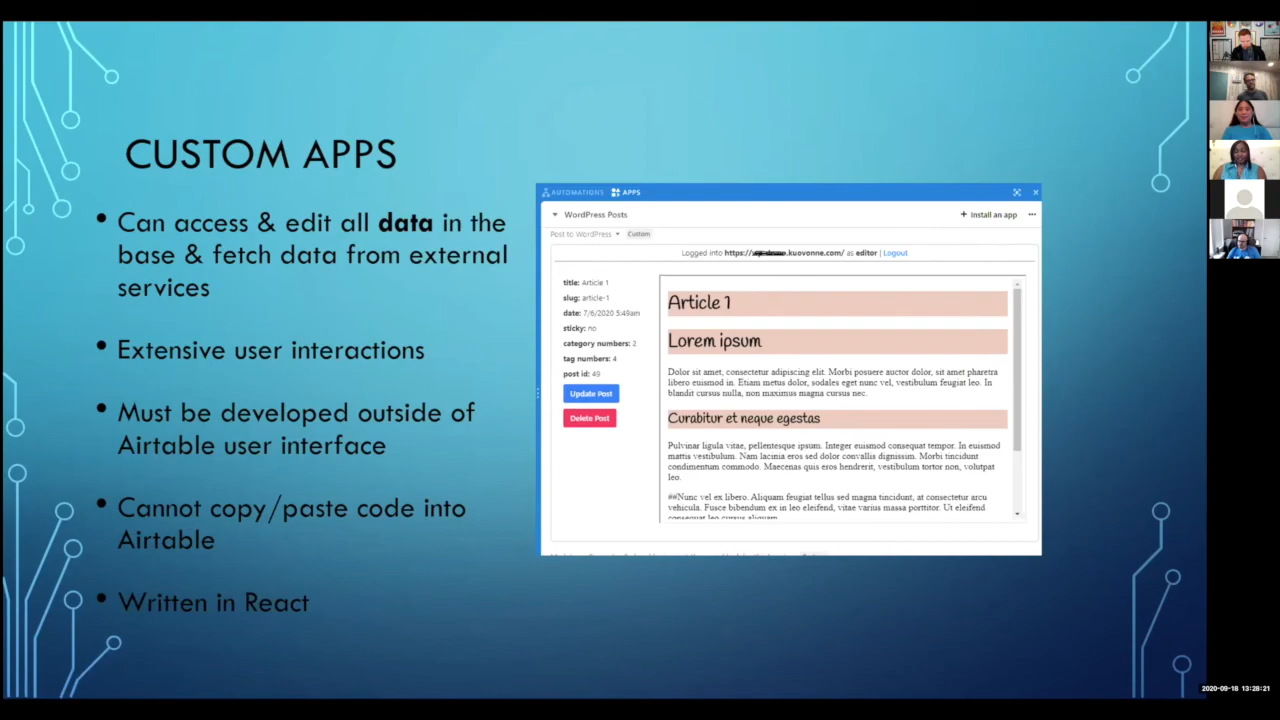 CUSTOM APPS
• Can access & edit all data in the
base & fetch data from external
services
• Extensive user interactions
• Must be developed outside of
Airtable user interface
• Cannot copy/paste code into
Airtable
• Written in React
AUTOMATIONS APPS
WordPress Posts
+ Install an app
Post to WordPress
Custom
Logged into https:// .kuovonne.com/ as editor | Logout
title: Article 1
slug: article-1
date: 7/6/2020 5:49am
sticky: no
category numbers: 2
tag numbers: 4
post id: 49
Update Post
Delete Post
Article 1
Lorem ipsum
Dolor sit amet, consectetur adipiscing elit. Morbi posuere auctor dolor, sit amet pharetra
libero euismod in. Etiam metus dolor, sodales eget nunc vel, vestibulum feugiat leo. In
blandit cursus nulla, non maximus magna cursus nec.
Curabitur et neque egestas
Pulvinar ligula vitae, pellentesque ipsum. Integer euismod consequat tempor. In euismod
mattis vestibulum. Nam lacinia eros sed dolor convallis dignissim. Morbi tincidunt
condimentum commodo. Maecenas quis eros hendrerit, vestibulum tortor non, volutpat
leo.
##Nunc vel ex libero. Aliquam feugiat tellus sed magna tincidunt, at consectetur arcu
vehicula. Phasellus bibendum ex in leo eleifend, vitae varius massa porttitor. Ut eleifend
consequat leo cursus aliquam
2020-09-18 13:28:21